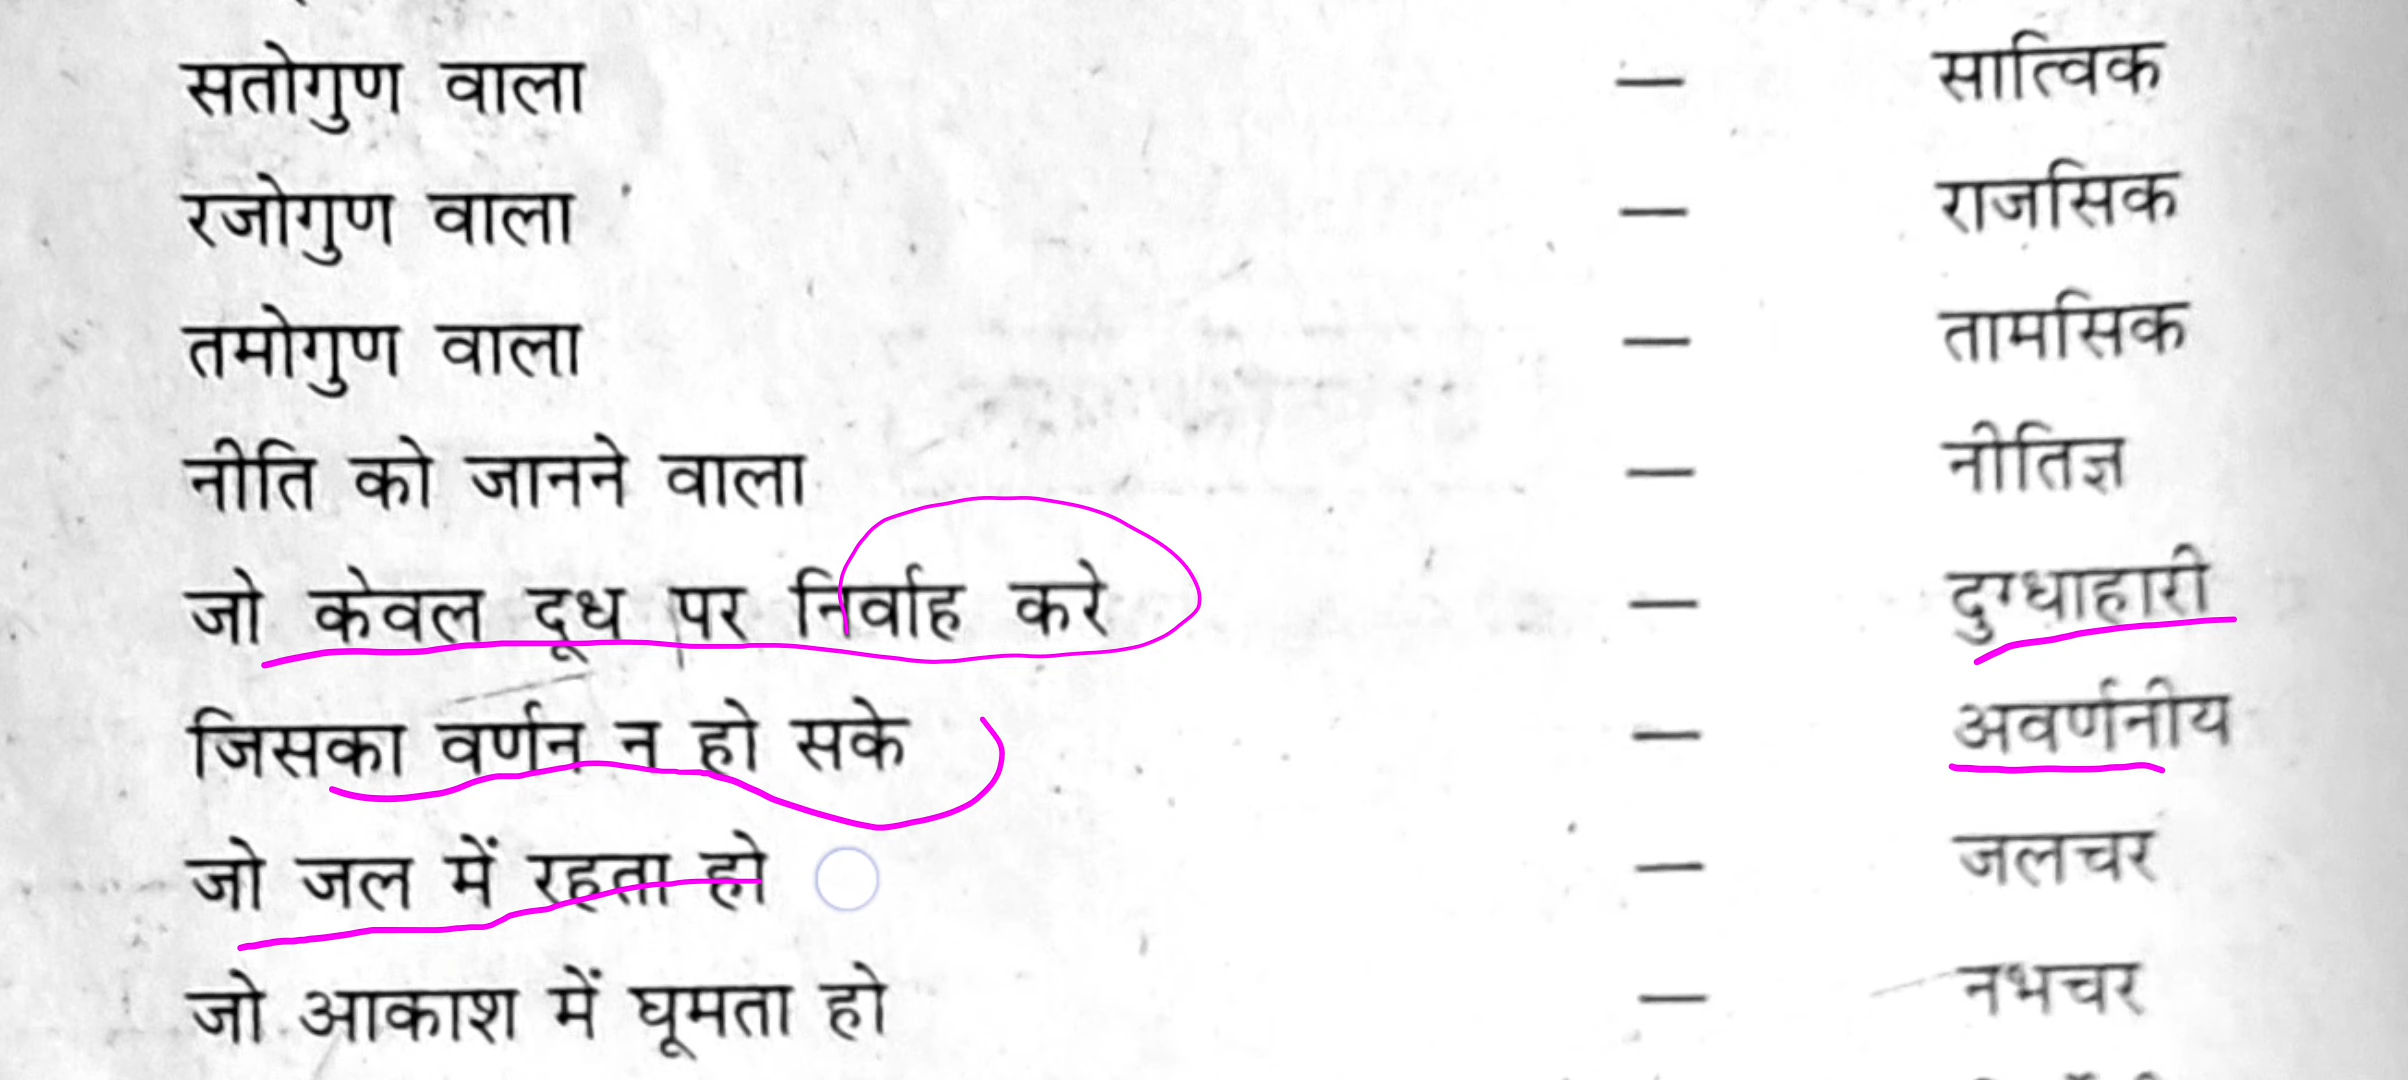 सतोगुण वाला — सात्विक
रजोगुण वाला — राजसिक
तमोगुण वाला — तामसिक
नीति को जानने वाला — नीतिज्ञ
जो केवल दूध पर निर्वाह करे — दुग्धाहारी
जिसका वर्णन न हो सके — अवर्णनीय
जो जल में रहता हो — जलचर
जो आकाश में घूमता हो — नभचर